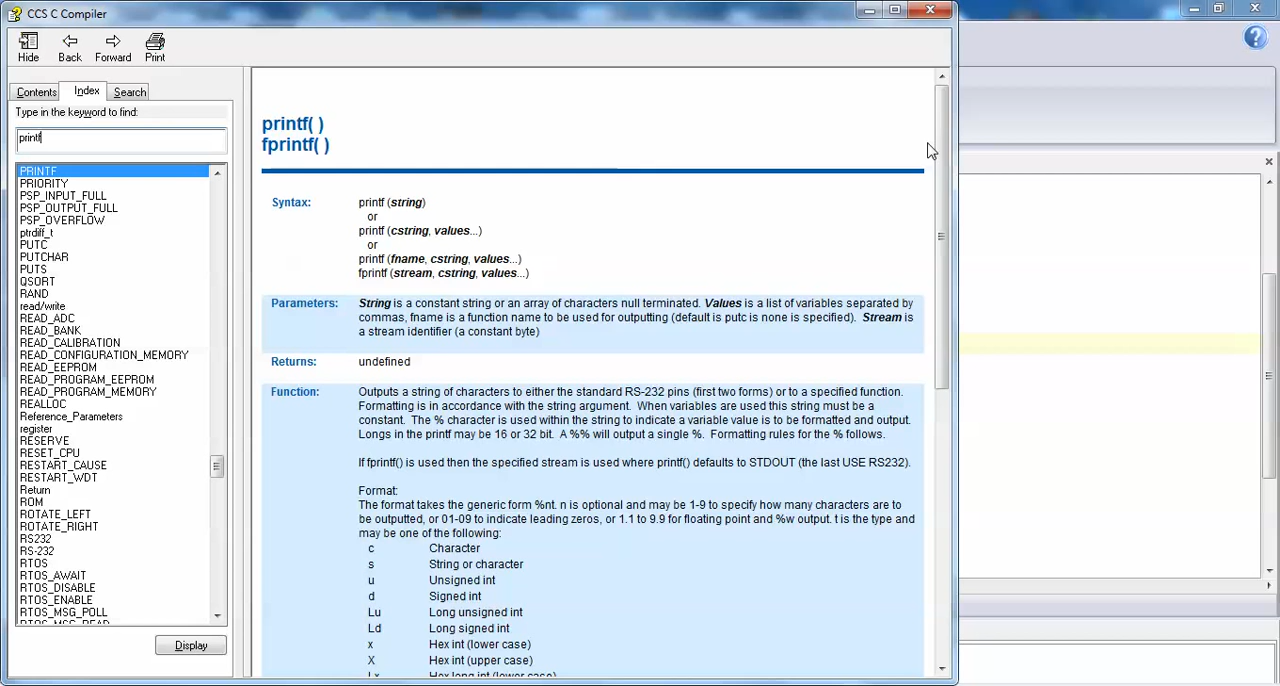 CCS C Compiler
Hide
Back
Forward
Print
Contents
Index
Search
Type in the keyword to find:
printf
PRINTF
PRIORITY
PSP_INPUT_FULL
PSP_OUTPUT_FULL
PSP_OVERFLOW
ptrdiff_t
PUTC
PUTCHAR
PUTS
QSORT
RAND
read/write
READ_ADC
READ_BANK
READ_CALIBRATION
READ_CONFIGURATION_MEMORY
READ_EEPROM
READ_PROGRAM_EEPROM
READ_PROGRAM_MEMORY
REALLOC
Reference_Parameters
register
RESERVE
RESET_CPU
RESTART_CAUSE
RESTART_WDT
Return
ROM
ROTATE_LEFT
ROTATE_RIGHT
RS232
RS-232
RTOS
RTOS_AWAIT
RTOS_DISABLE
RTOS_ENABLE
RTOS_MSG_POLL
RTOS_MSG_READ
Display
printf( )
fprintf( )
Syntax:
printf (string)
or
printf (cstring, values...)
or
printf (fname, cstring, values...)
fprintf (stream, cstring, values...)
Parameters:
String is a constant string or an array of characters null terminated. Values is a list of variables separated by
commas, fname is a function name to be used for outputting (default is putc is none is specified). Stream is
a stream identifier (a constant byte)
Returns:
undefined
Function:
Outputs a string of characters to either the standard RS-232 pins (first two forms) or to a specified function.
Formatting is in accordance with the string argument. When variables are used this string must be a
constant. The % character is used within the string to indicate a variable value is to be formatted and output.
Longs in the printf may be 16 or 32 bit. A %% will output a single %. Formatting rules for the % follows.
If fprintf() is used then the specified stream is used where printf() defaults to STDOUT (the last USE RS232).
Format:
The format takes the generic form %nt. n is optional and may be 1-9 to specify how many characters are to
be outputted, or 01-09 to indicate leading zeros, or 1.1 to 9.9 for floating point and %w output. t is the type and
may be one of the following:
c Character
s String or character
u Unsigned int
d Signed int
Lu Long unsigned int
Ld Long signed int
x Hex int (lower case)
X Hex int (upper case)
Lx Hex long int (lower case)